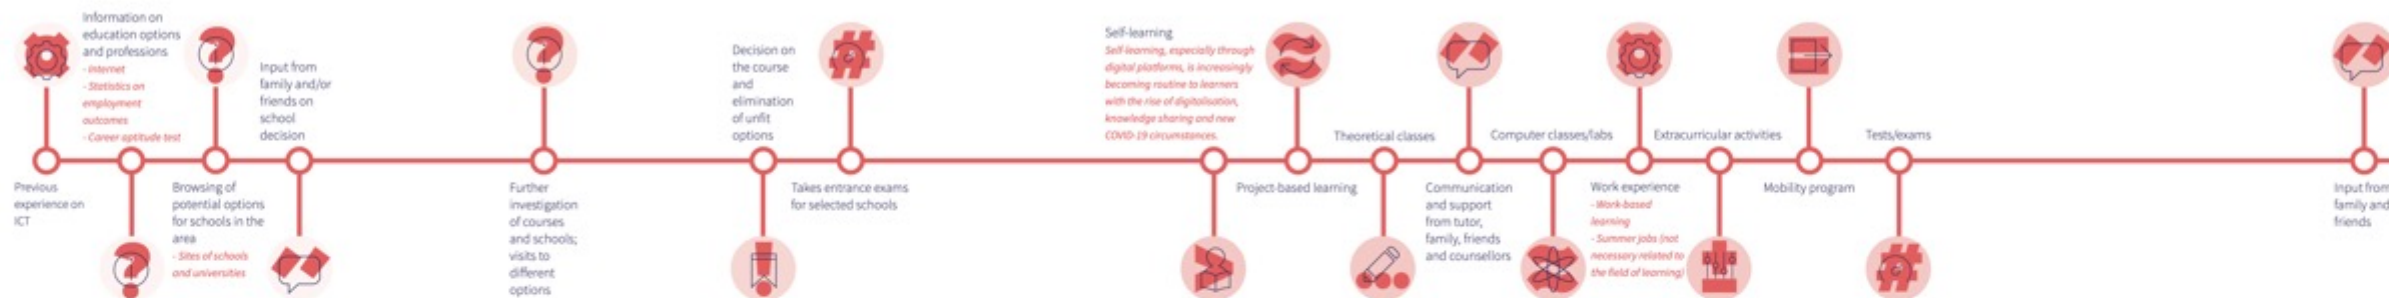 Previous
experience on
ICT
Information on
education options
and professions
- Internet
- Statistics on
employment
outcomes
- Career aptitude test
Browsing of
potential options
for schools in the
area
- Sites of schools
and universities
Input from
family and/or
friends on
school
decision
Further
investigation
of courses
and schools;
visits to
different
options
Decision on
the course
and
elimination
of unfit
options
Takes entrance exams
for selected schools
Self-learning
Self-learning, especially through
digital platforms, is increasingly
becoming routine to learners
with the rise of digitalisation,
knowledge sharing and new
COVID-19 circumstances.
Project-based learning
Theoretical classes
Communication
and support
from tutor,
family, friends
and counsellors
Computer classes/labs
Work experience
- Work-based
learning
- Summer jobs (not
necessary related to
the field of learning)
Extracurricular activities
Mobility program
Tests/exams
Input from
family and
friends